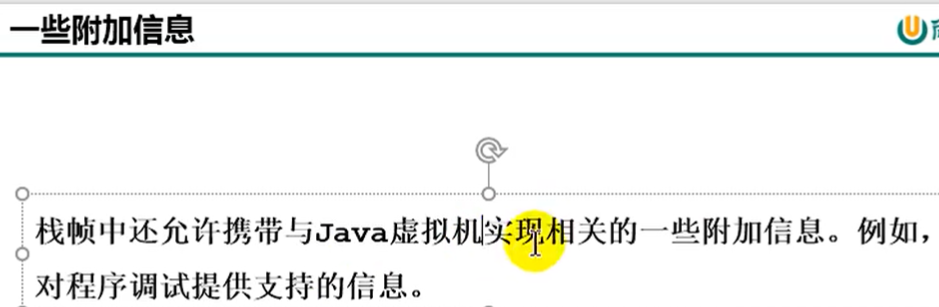 一些附加信息
栈帧中还允许携带与Java虚拟机实现相关的一些附加信息。例如，
对程序调试提供支持的信息。